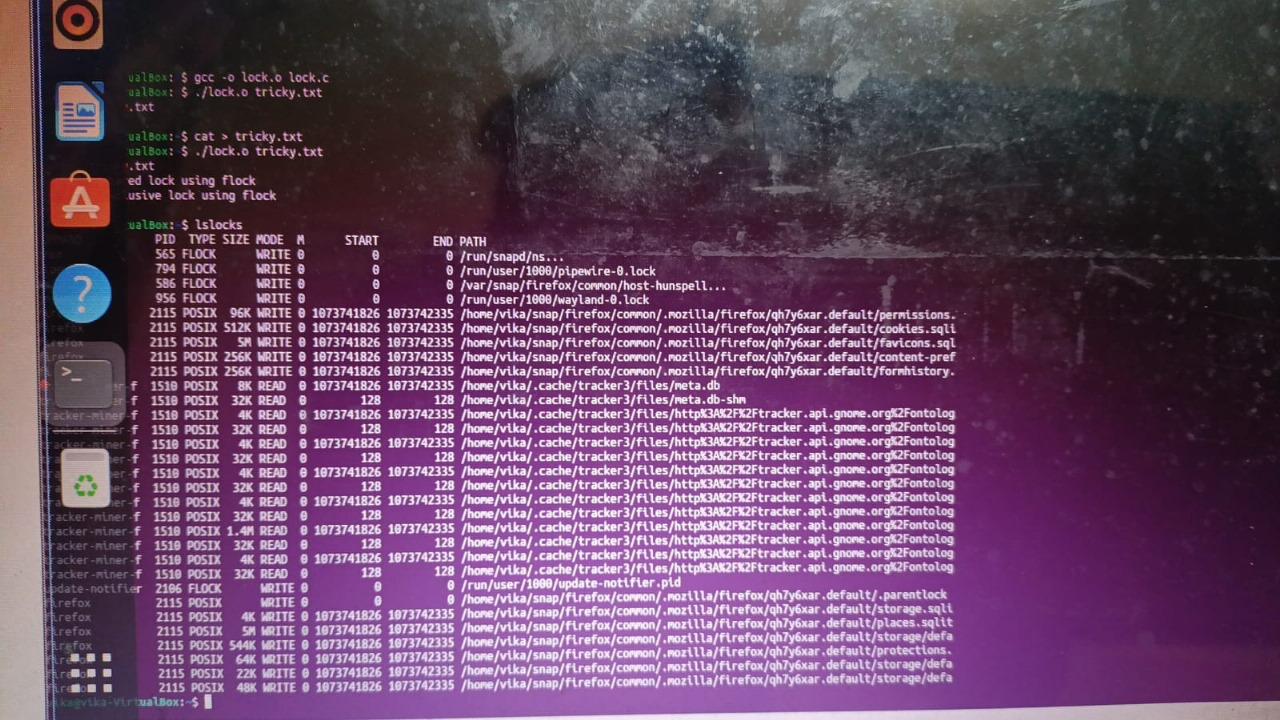 ualBox: $ gcc -o lock.o lock.c
ualBox: $ ./lock.o tricky.txt
.txt
ualBox:~$ cat > tricky.txt
ualBox: $ ./lock.o tricky.txt
.txt
ed lock using flock
usive lock using flock
ualBox:~$ lslocks
PID TYPE SIZE MODE M START END PATH
565 FLOCK WRITE 0 0 0 /run/snapd/ns...
794 FLOCK WRITE 0 0 0 /run/user/1000/pipewire-0.lock
586 FLOCK WRITE 0 0 0 /var/snap/firefox/common/host-hunspell...
956 FLOCK WRITE 0 0 0 /run/user/1000/wayland-0.lock
2115 POSIX 96K WRITE 0 1073741826 1073742335 /home/vika/snap/firefox/common/.mozilla/firefox/qh7y6xar.default/permissions.
firefox 2115 POSIX 512K WRITE 0 1073741826 1073742335 /home/vika/snap/firefox/common/.mozilla/firefox/qh7y6xar.default/cookies.sqli
firefox 2115 POSIX 5M WRITE 0 1073741826 1073742335 /home/vika/snap/firefox/common/.mozilla/firefox/qh7y6xar.default/favicons.sql
firefox 2115 POSIX 256K WRITE 0 1073741826 1073742335 /home/vika/snap/firefox/common/.mozilla/firefox/qh7y6xar.default/content-pref
2115 POSIX 256K WRITE 0 1073741826 1073742335 /home/vika/snap/firefox/common/.mozilla/firefox/qh7y6xar.default/formhistory.
er-f 1510 POSIX 8K READ 0 1073741826 1073742335 /home/vika/.cache/tracker3/files/meta.db
miner-f 1510 POSIX 32K READ 0 128 128 /home/vika/.cache/tracker3/files/meta.db-shm
tracker-miner-f 1510 POSIX 4K READ 0 1073741826 1073742335 /home/vika/.cache/tracker3/files/http%3A%2F%2Ftracker.api.gnome.org%2Fontolog
tracker-miner-f 1510 POSIX 32K READ 0 128 128 /home/vika/.cache/tracker3/files/http%3A%2F%2Ftracker.api.gnome.org%2Fontolog
tracker-miner-f 1510 POSIX 4K READ 0 1073741826 1073742335 /home/vika/.cache/tracker3/files/http%3A%2F%2Ftracker.api.gnome.org%2Fontolog
miner-f 1510 POSIX 32K READ 0 128 128 /home/vika/.cache/tracker3/files/http%3A%2F%2Ftracker.api.gnome.org%2Fontolog
miner-f 1510 POSIX 4K READ 0 1073741826 1073742335 /home/vika/.cache/tracker3/files/http%3A%2F%2Ftracker.api.gnome.org%2Fontolog
miner-f 1510 POSIX 32K READ 0 128 128 /home/vika/.cache/tracker3/files/http%3A%2F%2Ftracker.api.gnome.org%2Fontolog
miner-f 1510 POSIX 4K READ 0 1073741826 1073742335 /home/vika/.cache/tracker3/files/http%3A%2F%2Ftracker.api.gnome.org%2Fontolog
tracker-miner-f 1510 POSIX 32K READ 0 128 128 /home/vika/.cache/tracker3/files/http%3A%2F%2Ftracker.api.gnome.org%2Fontolog
tracker-miner-f 1510 POSIX 1.4M READ 0 1073741826 1073742335 /home/vika/.cache/tracker3/files/http%3A%2F%2Ftracker.api.gnome.org%2Fontolog
tracker-miner-f 1510 POSIX 32K READ 0 128 128 /home/vika/.cache/tracker3/files/http%3A%2F%2Ftracker.api.gnome.org%2Fontolog
tracker-miner-f 1510 POSIX 4K READ 0 1073741826 1073742335 /home/vika/.cache/tracker3/files/http%3A%2F%2Ftracker.api.gnome.org%2Fontolog
tracker-miner-f 1510 POSIX 32K READ 0 128 128 /home/vika/.cache/tracker3/files/http%3A%2F%2Ftracker.api.gnome.org%2Fontolog
update-notifier 2106 FLOCK WRITE 0 0 0 /run/user/1000/update-notifier.pid
firefox 2115 POSIX WRITE 0 0 0 /home/vika/snap/firefox/common/.mozilla/firefox/qh7y6xar.default/.parentlock
firefox 2115 POSIX 4K WRITE 0 1073741826 1073742335 /home/vika/snap/firefox/common/.mozilla/firefox/qh7y6xar.default/storage.sqli
firefox 2115 POSIX 5M WRITE 0 1073741826 1073742335 /home/vika/snap/firefox/common/.mozilla/firefox/qh7y6xar.default/places.sqlit
firefox 2115 POSIX 544K WRITE 0 1073741826 1073742335 /home/vika/snap/firefox/common/.mozilla/firefox/qh7y6xar.default/storage/defa
2115 POSIX 64K WRITE 0 1073741826 1073742335 /home/vika/snap/firefox/common/.mozilla/firefox/qh7y6xar.default/protections.
2115 POSIX 22K WRITE 0 1073741826 1073742335 /home/vika/snap/firefox/common/.mozilla/firefox/qh7y6xar.default/storage/defa
2115 POSIX 48K WRITE 0 1073741826 1073742335 /home/vika/snap/firefox/common/.mozilla/firefox/qh7y6xar.default/storage/defa
vika@vika-VirtualBox:~$